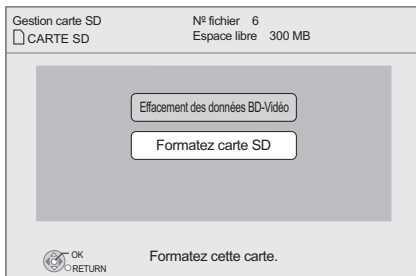 Gestion carte SD
CARTE SD
Nº fichier 6
Espace libre 300 MB
Effacement des données BD-Vidéo
Formatez carte SD
OK
RETURN
Formatez cette carte.